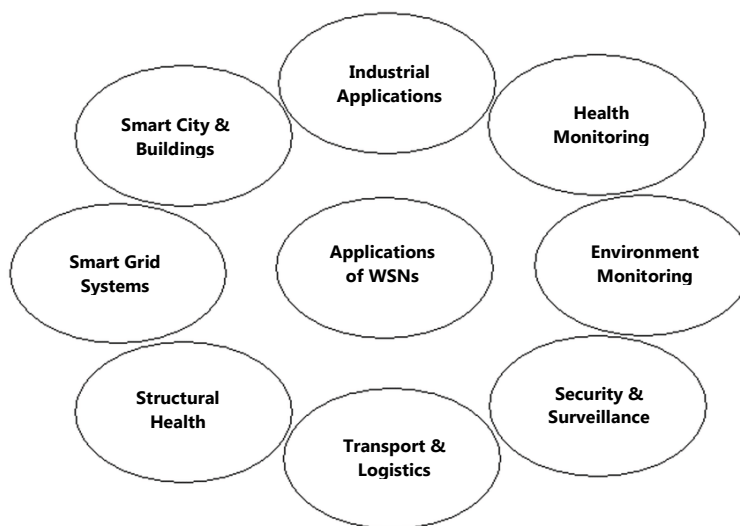 Industrial
Applications
Smart City &
Buildings
Health
Monitoring
Smart Grid
Systems
Applications
of WSNs
Environment
Monitoring
Structural
Health
Security &
Surveillance
Transport &
Logistics